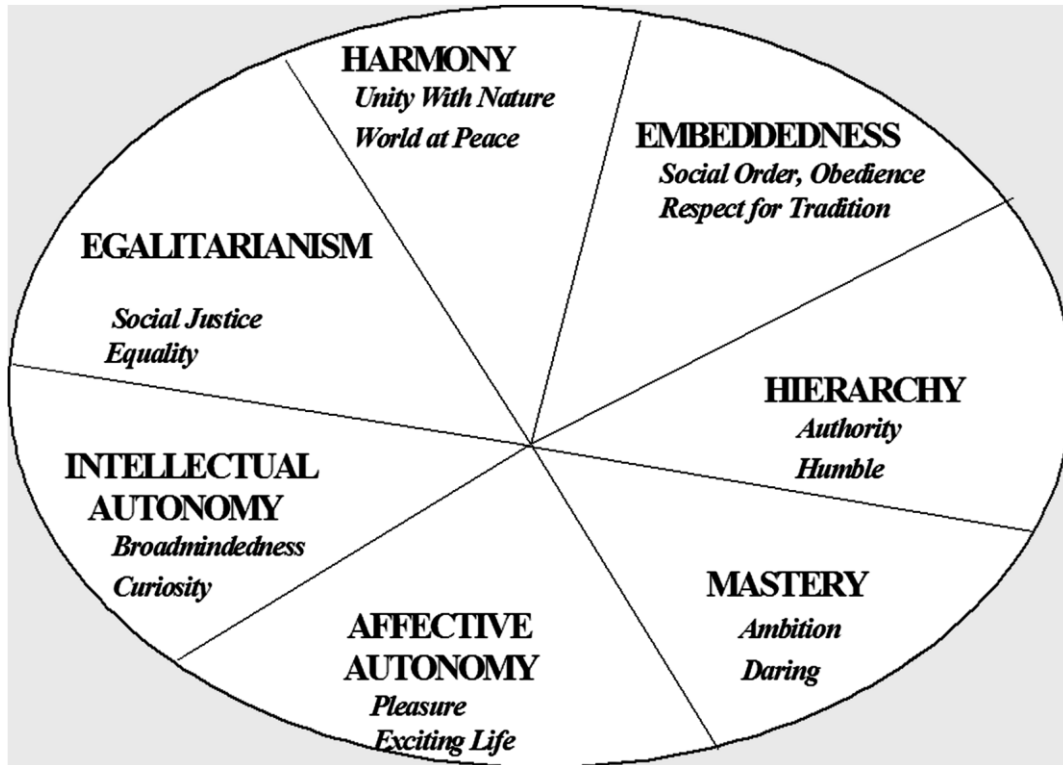 HARMONY
Unity With Nature
World at Peace
EMBEDDEDNESS
Social Order, Obedience
Respect for Tradition
EGALITARIANISM
Social Justice
Equality
HIERARCHY
Authority
Humble
INTELLECTUAL
AUTONOMY
Broadmindedness
Curiosity
MASTERY
Ambition
Daring
AFFECTIVE
AUTONOMY
Pleasure
Exciting Life